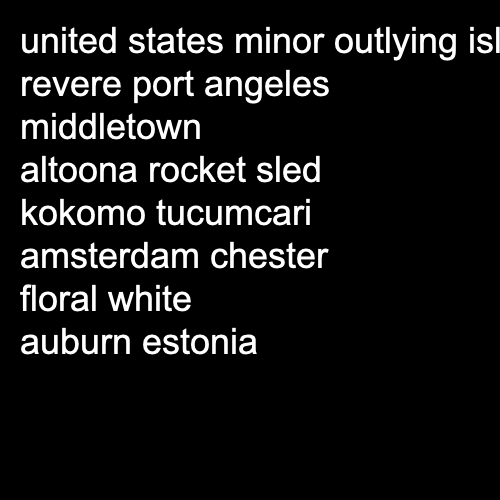 united states minor outlying isl
revere port angeles
middletown
altoona rocket sled
kokomo tucumcari
amsterdam chester
floral white
auburn estonia